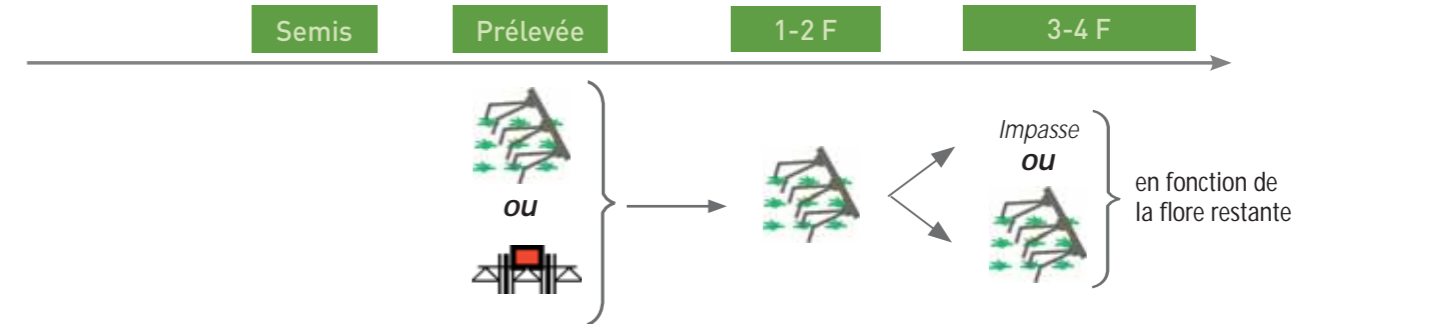 Semis
Prélevée
1-2 F
3-4 F
ou
Impasse
ou
en fonction de
la flore restante